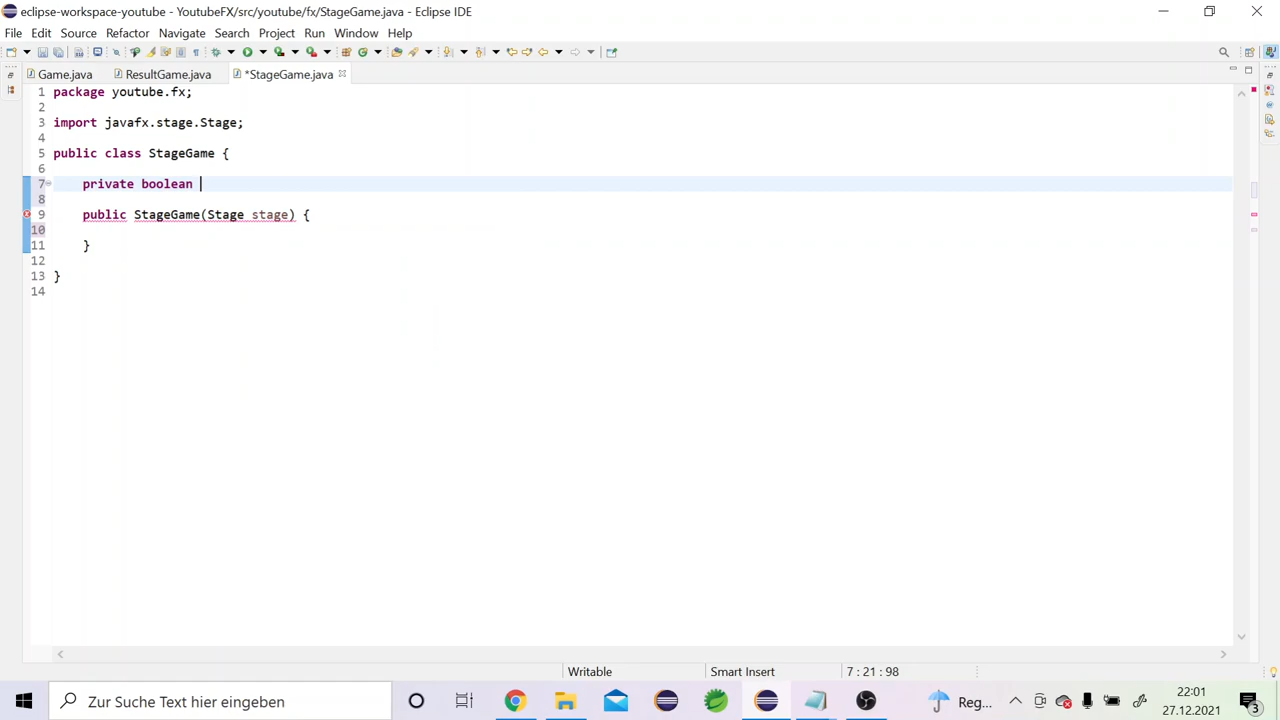 eclipse-workspace-youtube - YoutubeFX/src/youtube/fx/StageGame.java - Eclipse IDE
File Edit Source Refactor Navigate Search Project Run Window Help
Game.java ResultGame.java *StageGame.java
1 package youtube.fx;
2
3 import javafx.stage.Stage;
4
5 public class StageGame {
6
7 private boolean
8
9 public StageGame(Stage stage) {
10
11 }
12
13 }
14
Writable Smart Insert 7 : 21 : 98
Zur Suche Text hier eingeben Reg... 22:01
27.12.2021 3